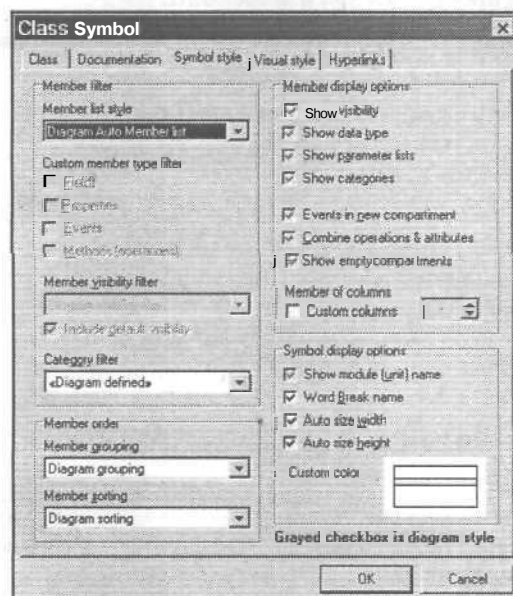 Class Symbol
Class | Documentation Symbol style Visual style | Hyperlinks |
Member filter
Member list style
Diagram Auto Member list
Custom member type filter
Fields
Properties
Events
Methods (operations)
Member visibility filter
Include default visibility
Category filter
«Diagram defined»
Member order
Member grouping
Diagram grouping
Member sorting
Diagram sorting
Member display options
Show visibility
Show data type
Show parameter lists
Show categories
Events in new compartment
Combine operations & attributes
Show empty compartments
Member of columns
Custom columns
Symbol display options
Show module (unit) name
Word Break name
Auto size width
Auto size height
Custom color
Grayed checkbox is diagram style
OK
Cancel